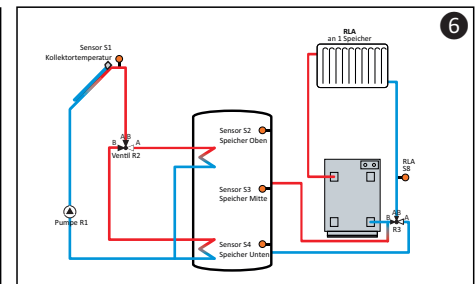 6
Sensor S1
Kollektortemperatur
RLA
an 1 Speicher
B
AB
A
Ventil R2
Sensor S2
Speicher Oben
Sensor S3
Speicher Mitte
RLA
S8
Pumpe R1
B
AB
A
R3
Sensor S4
Speicher Unten